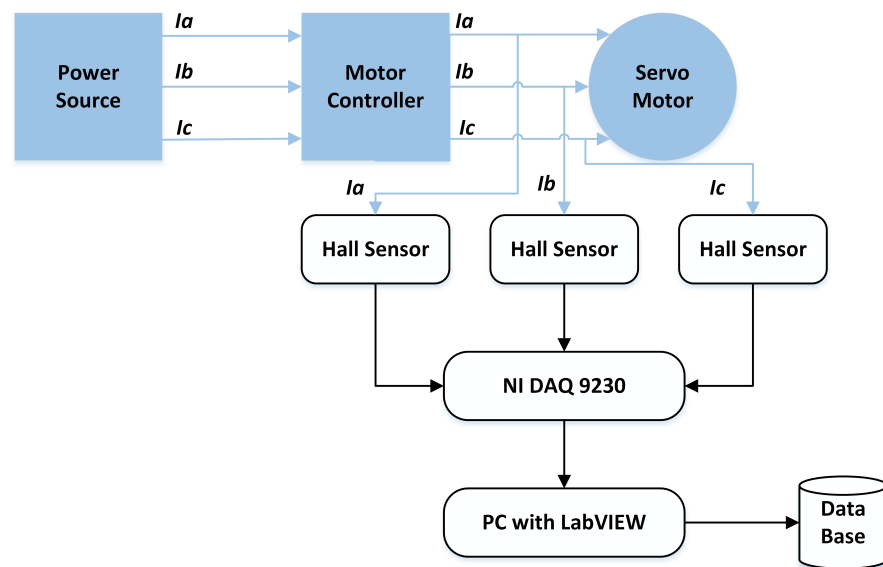 Ia
Ia
Power
Source
Ib
Motor
Controller
Ib
Servo
Motor
Ic
Ic
Ia
Ib
Ic
Hall Sensor
Hall Sensor
Hall Sensor
NI DAQ 9230
PC with LabVIEW
Data
Base